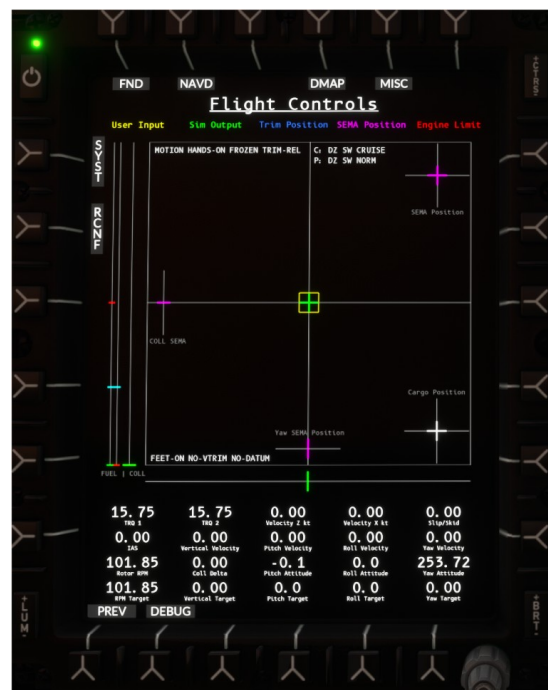 FND NAVD DMAP MISC
+CTRS-
Flight Controls
User Input Sim Output Trim Position SEMA Position Engine Limit
SYST
MOTION HANDS-ON FROZEN TRIM-REL
C: DZ SW CRUISE
P: DZ SW NORM
RCNF
SEMA Position
COLL SEMA
Cargo Position
Yaw SEMA Position
FEET-ON NO-VTRIM NO-DATUM
FUEL | COLL
15.75 15.75 0.00 0.00 0.00
TRQ 1 TRQ 2 Velocity Z kt Velocity X kt Slip/Skid
0.00 0.00 0.00 0.00 0.00
IAS Vertical Velocity Pitch Velocity Roll Velocity Yaw Velocity
101.85 0.00 -0.1 0.0 253.72
Rotor RPM Coll Delta Pitch Attitude Roll Attitude Yaw Attitude
101.85 0.00 0.0 0.0 0.00
RPM Target Vertical Target Pitch Target Roll Target Yaw Target
+LUM- +BRT-
PREV DEBUG